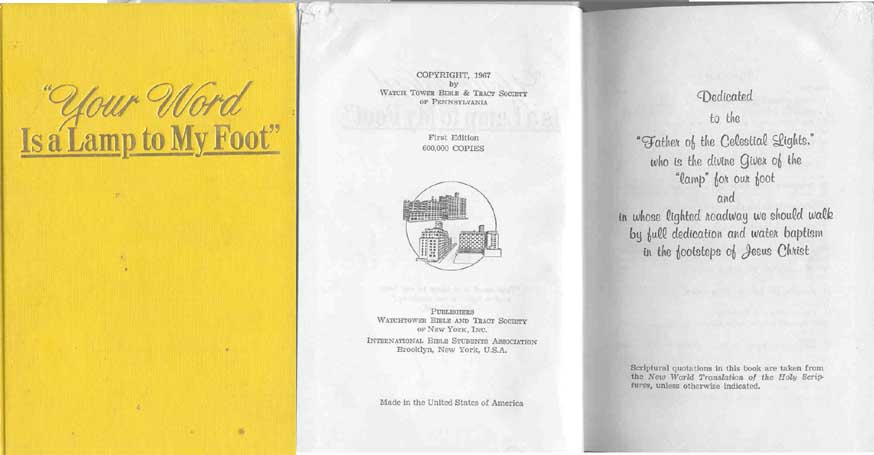 "Your Word
Is a Lamp to My Foot"
COPYRIGHT, 1967
by
WATCH TOWER BIBLE & TRACT SOCIETY
OF PENNSYLVANIA
First Edition
600,000 COPIES
PUBLISHERS
WATCHTOWER BIBLE AND TRACT SOCIETY
OF NEW YORK, INC.
INTERNATIONAL BIBLE STUDENTS ASSOCIATION
Brooklyn, New York, U.S.A.
Made in the United States of America
Dedicated
to the
"Father of the Celestial Lights,"
who is the divine Giver of the
"lamp" for our foot
and
in whose lighted roadway we should walk
by full dedication and water baptism
in the footsteps of Jesus Christ
Scriptural quotations in this book are taken from
the New World Translation of the Holy Scrip-
tures, unless otherwise indicated.